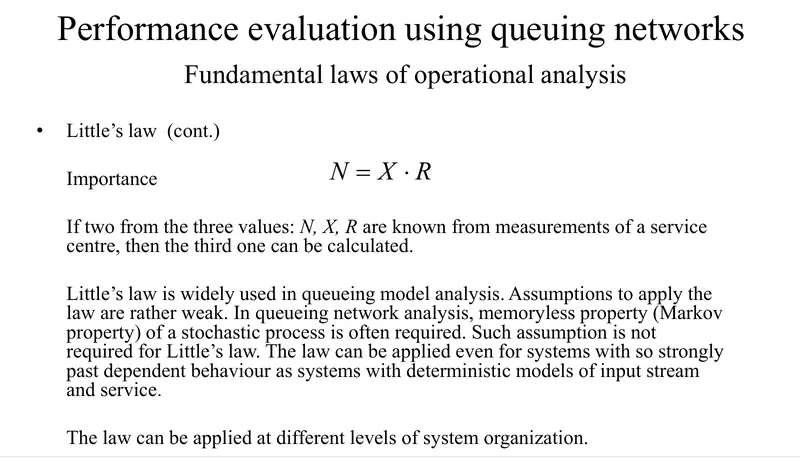 Performance evaluation using queuing networks
Fundamental laws of operational analysis
• Little’s law (cont.)
Importance N = X · R
If two from the three values: N, X, R are known from measurements of a service
centre, then the third one can be calculated.
Little’s law is widely used in queueing model analysis. Assumptions to apply the
law are rather weak. In queueing network analysis, memoryless property (Markov
property) of a stochastic process is often required. Such assumption is not
required for Little’s law. The law can be applied even for systems with so strongly
past dependent behaviour as systems with deterministic models of input stream
and service.
The law can be applied at different levels of system organization.